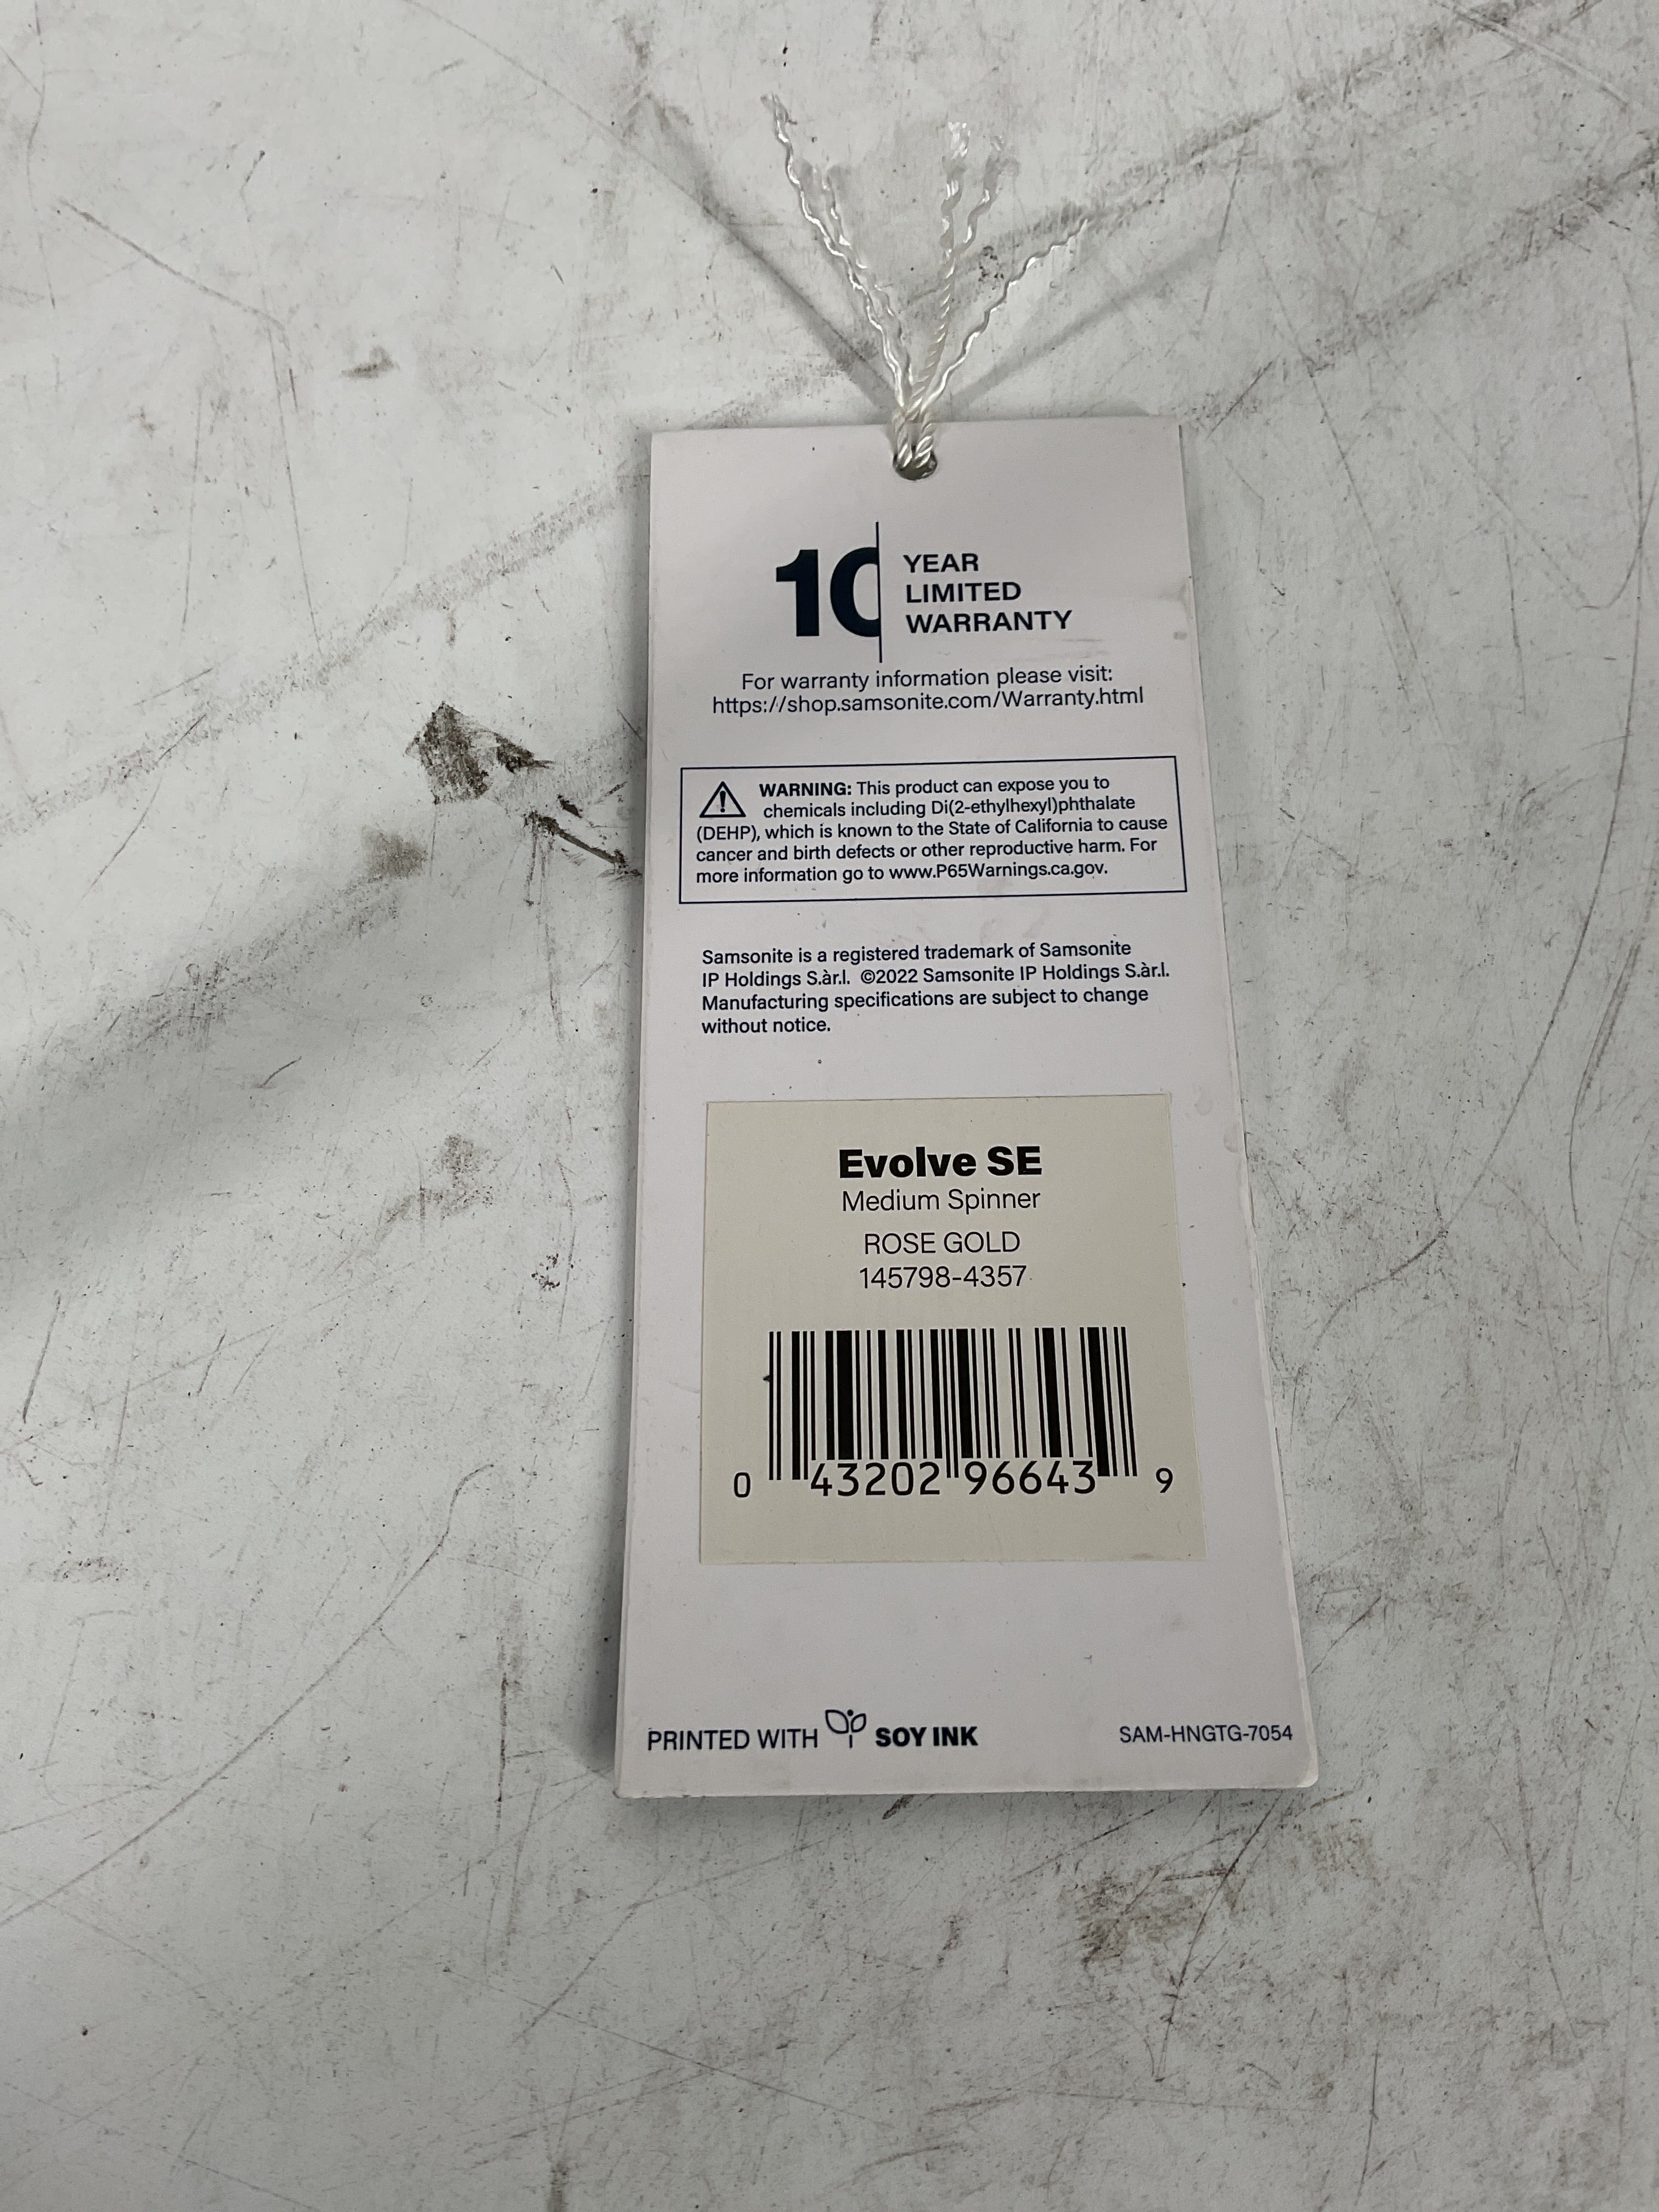 10 YEAR
LIMITED
WARRANTY
For warranty information please visit:
https://shop.samsonite.com/Warranty.html
WARNING: This product can expose you to
chemicals including Di(2-ethylhexyl)phthalate
(DEHP), which is known to the State of California to cause
cancer and birth defects or other reproductive harm. For
more information go to www.P65Warnings.ca.gov.
Samsonite is a registered trademark of Samsonite
IP Holdings S.àr.l. ©2022 Samsonite IP Holdings S.àr.l.
Manufacturing specifications are subject to change
without notice.
Evolve SE
Medium Spinner
ROSE GOLD
145798-4357
0 43202 96643 9
PRINTED WITH SOY INK
SAM-HNGTG-7054